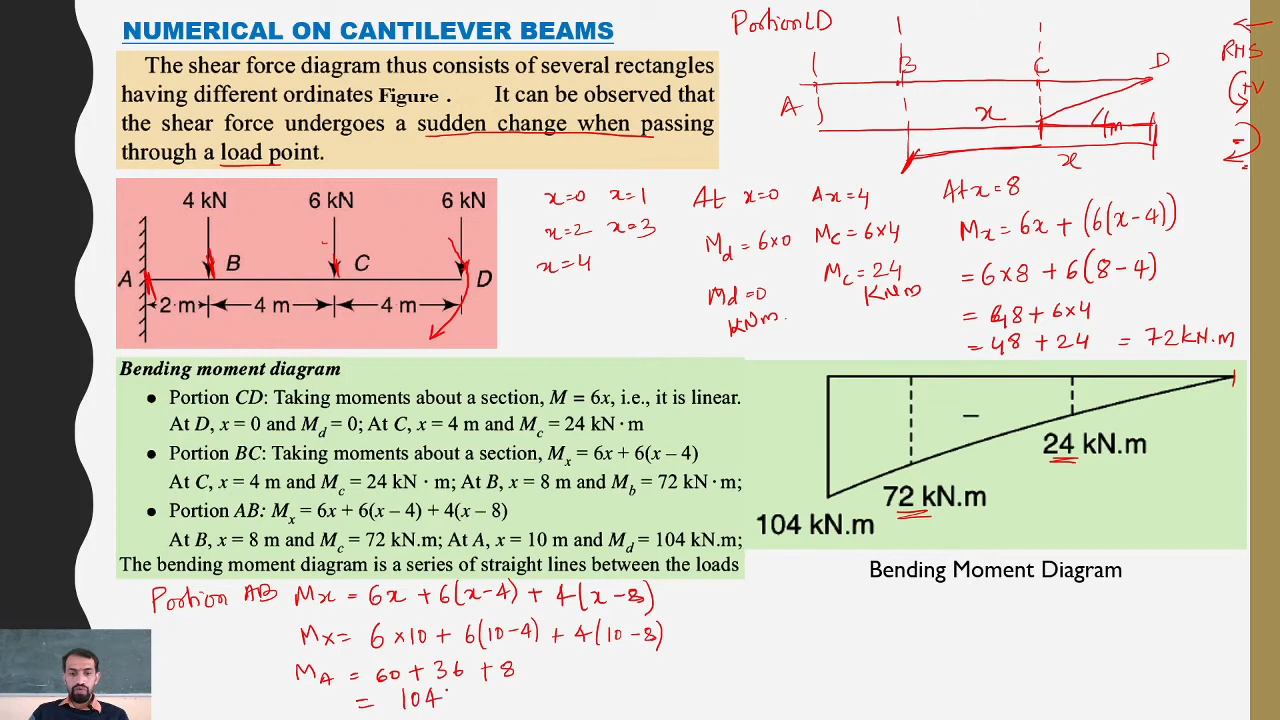 NUMERICAL ON CANTILEVER BEAMS
The shear force diagram thus consists of several rectangles
having different ordinates Figure . It can be observed that
the shear force undergoes a sudden change when passing
through a load point.
Portion CD
B C D
A
x 4m
x
RHS
+v
-
4 kN 6 kN 6 kN
A B C D
2 m 4 m 4 m
x=0 x=1
x=2 x=3
x=4
At x=0
Md = 6×0
Md =0
KNm.
Ax=4
Mc = 6×4
Mc = 24
KNm
At x = 8
Mx = 6x + (6(x-4))
= 6×8 + 6(8-4)
= 48 + 6×4
= 48 + 24 = 72 kN.m
Bending moment diagram
• Portion CD: Taking moments about a section, M = 6x, i.e., it is linear.
At D, x = 0 and Md = 0; At C, x = 4 m and Mc = 24 kN · m
• Portion BC: Taking moments about a section, Mx = 6x + 6(x – 4)
At C, x = 4 m and Mc = 24 kN · m; At B, x = 8 m and Mb = 72 kN·m;
• Portion AB: Mx = 6x + 6(x – 4) + 4(x – 8)
At B, x = 8 m and Mc = 72 kN.m; At A, x = 10 m and Md = 104 kN.m;
The bending moment diagram is a series of straight lines between the loads
–
24 kN.m
72 kN.m
104 kN.m
Bending Moment Diagram
Portion AB Mx = 6x + 6(x-4) + 4(x-8)
Mx = 6×10 + 6(10-4) + 4(10-8)
MA = 60 + 36 + 8
= 104